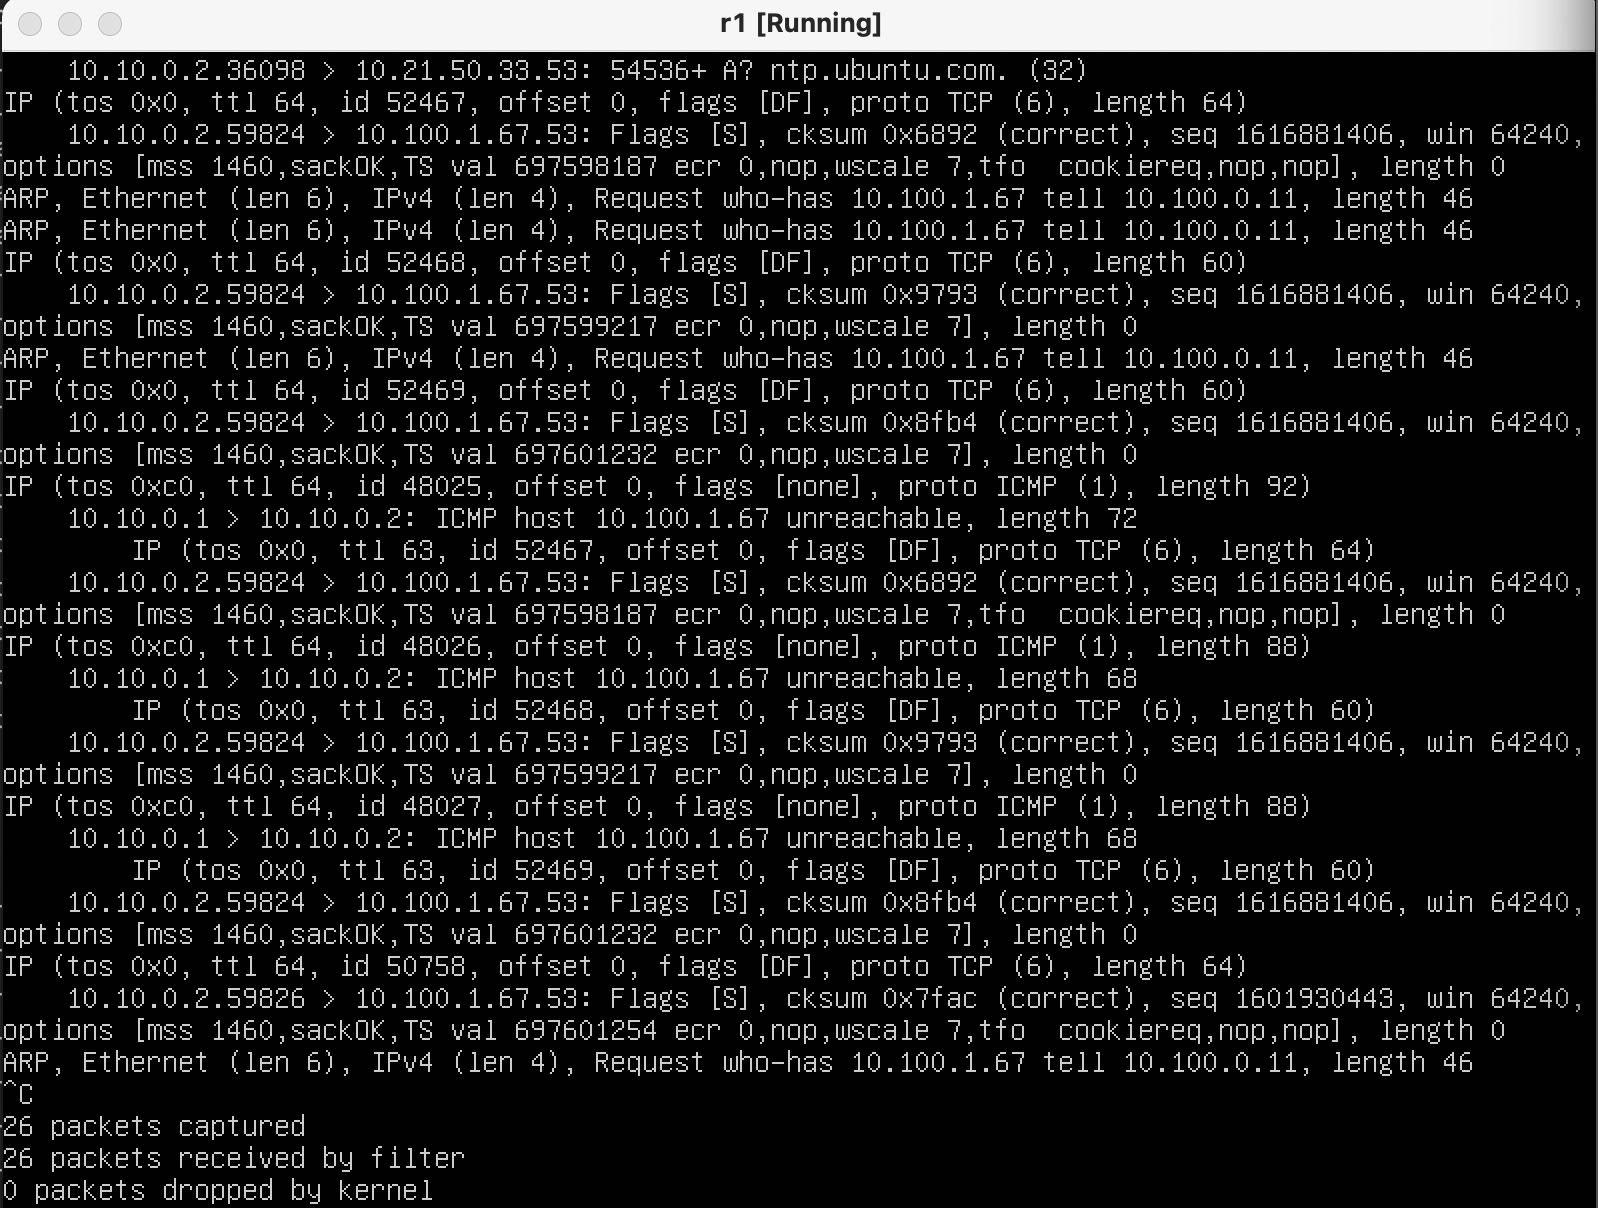 r1 [Running]
10.10.0.2.36098 > 10.21.50.33.53: 54536+ A? ntp.ubuntu.com. (32)
IP (tos 0x0, ttl 64, id 52467, offset 0, flags [DF], proto TCP (6), length 64)
10.10.0.2.59824 > 10.100.1.67.53: Flags [S], cksum 0x6892 (correct), seq 1616881406, win 64240,
options [mss 1460,sackOK,TS val 697598187 ecr 0,nop,wscale 7,tfo  cookiereq,nop,nop], length 0
ARP, Ethernet (len 6), IPv4 (len 4), Request who-has 10.100.1.67 tell 10.100.0.11, length 46
ARP, Ethernet (len 6), IPv4 (len 4), Request who-has 10.100.1.67 tell 10.100.0.11, length 46
IP (tos 0x0, ttl 64, id 52468, offset 0, flags [DF], proto TCP (6), length 60)
10.10.0.2.59824 > 10.100.1.67.53: Flags [S], cksum 0x9793 (correct), seq 1616881406, win 64240,
options [mss 1460,sackOK,TS val 697599217 ecr 0,nop,wscale 7], length 0
ARP, Ethernet (len 6), IPv4 (len 4), Request who-has 10.100.1.67 tell 10.100.0.11, length 46
IP (tos 0x0, ttl 64, id 52469, offset 0, flags [DF], proto TCP (6), length 60)
10.10.0.2.59824 > 10.100.1.67.53: Flags [S], cksum 0x8fb4 (correct), seq 1616881406, win 64240,
options [mss 1460,sackOK,TS val 697601232 ecr 0,nop,wscale 7], length 0
IP (tos 0xc0, ttl 64, id 48025, offset 0, flags [none], proto ICMP (1), length 92)
10.10.0.1 > 10.10.0.2: ICMP host 10.100.1.67 unreachable, length 72
IP (tos 0x0, ttl 63, id 52467, offset 0, flags [DF], proto TCP (6), length 64)
10.10.0.2.59824 > 10.100.1.67.53: Flags [S], cksum 0x6892 (correct), seq 1616881406, win 64240,
options [mss 1460,sackOK,TS val 697598187 ecr 0,nop,wscale 7,tfo  cookiereq,nop,nop], length 0
IP (tos 0xc0, ttl 64, id 48026, offset 0, flags [none], proto ICMP (1), length 88)
10.10.0.1 > 10.10.0.2: ICMP host 10.100.1.67 unreachable, length 68
IP (tos 0x0, ttl 63, id 52468, offset 0, flags [DF], proto TCP (6), length 60)
10.10.0.2.59824 > 10.100.1.67.53: Flags [S], cksum 0x9793 (correct), seq 1616881406, win 64240,
options [mss 1460,sackOK,TS val 697599217 ecr 0,nop,wscale 7], length 0
IP (tos 0xc0, ttl 64, id 48027, offset 0, flags [none], proto ICMP (1), length 88)
10.10.0.1 > 10.10.0.2: ICMP host 10.100.1.67 unreachable, length 68
IP (tos 0x0, ttl 63, id 52469, offset 0, flags [DF], proto TCP (6), length 60)
10.10.0.2.59824 > 10.100.1.67.53: Flags [S], cksum 0x8fb4 (correct), seq 1616881406, win 64240,
options [mss 1460,sackOK,TS val 697601232 ecr 0,nop,wscale 7], length 0
IP (tos 0x0, ttl 64, id 50758, offset 0, flags [DF], proto TCP (6), length 64)
10.10.0.2.59826 > 10.100.1.67.53: Flags [S], cksum 0x7fac (correct), seq 1601930443, win 64240,
options [mss 1460,sackOK,TS val 697601254 ecr 0,nop,wscale 7,tfo  cookiereq,nop,nop], length 0
ARP, Ethernet (len 6), IPv4 (len 4), Request who-has 10.100.1.67 tell 10.100.0.11, length 46
^C
26 packets captured
26 packets received by filter
0 packets dropped by kernel